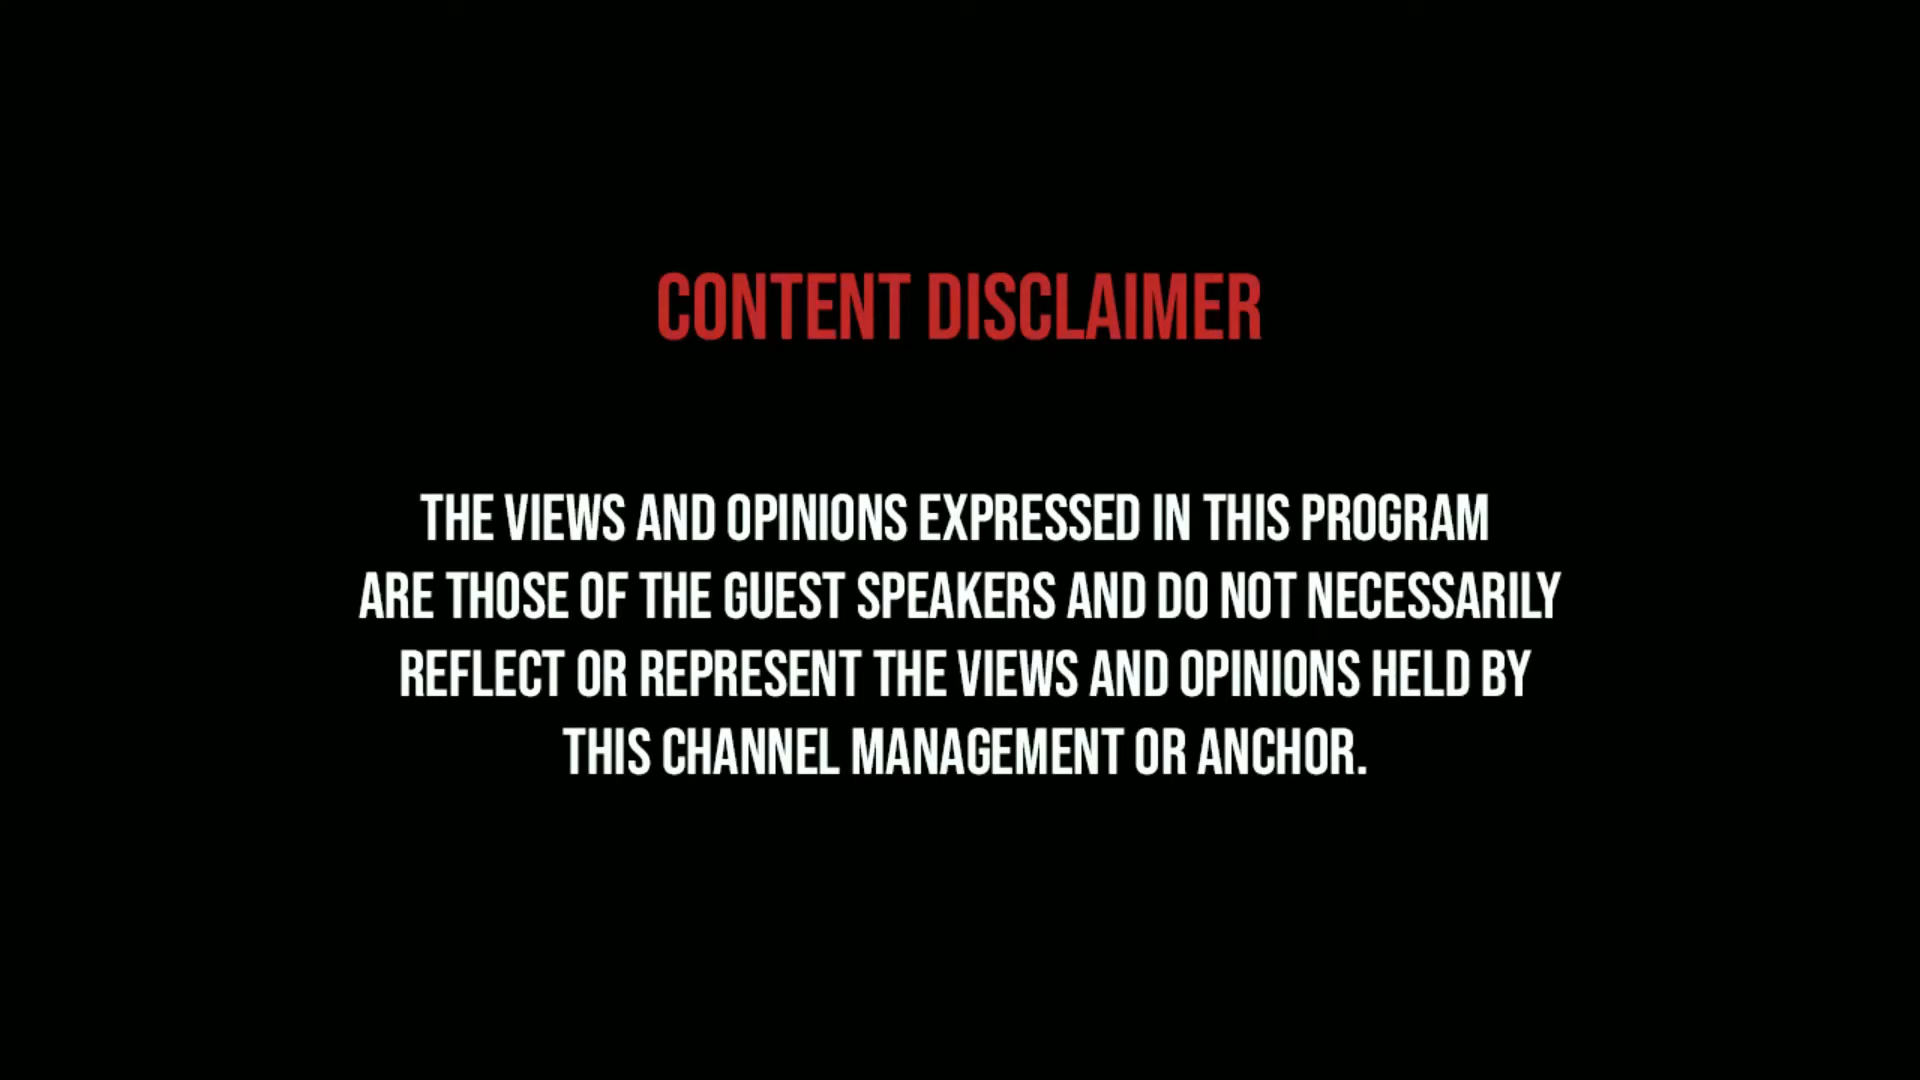 CONTENT DISCLAIMER
THE VIEWS AND OPINIONS EXPRESSED IN THIS PROGRAM
ARE THOSE OF THE GUEST SPEAKERS AND DO NOT NECESSARILY
REFLECT OR REPRESENT THE VIEWS AND OPINIONS HELD BY
THIS CHANNEL MANAGEMENT OR ANCHOR.